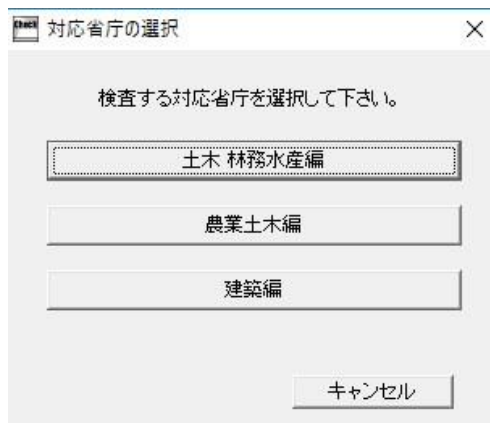 Check
対応省庁の選択
検査する対応省庁を選択して下さい。
土木 林務水産編
農業土木編
建築編
キャンセル